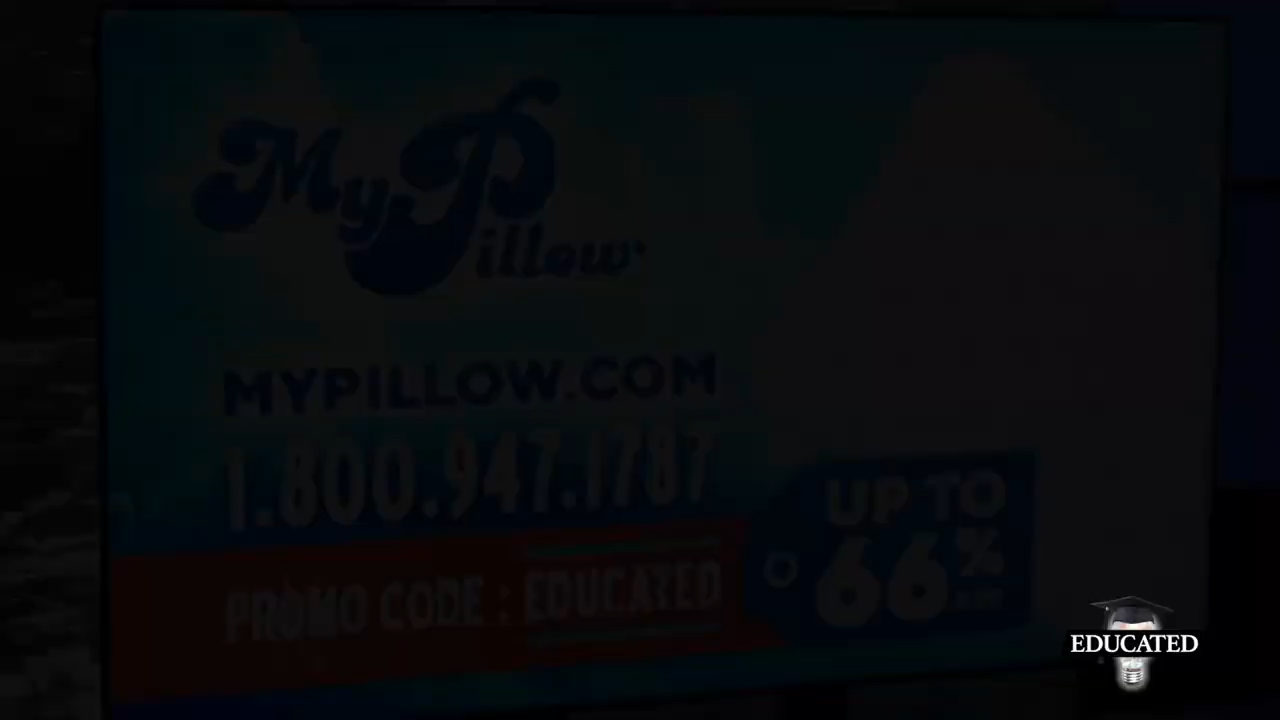 MyPillow
MYPILLOW.COM
1.800.947.1787
PROMO CODE : EDUCATED
UP TO
66%
EDUCATED